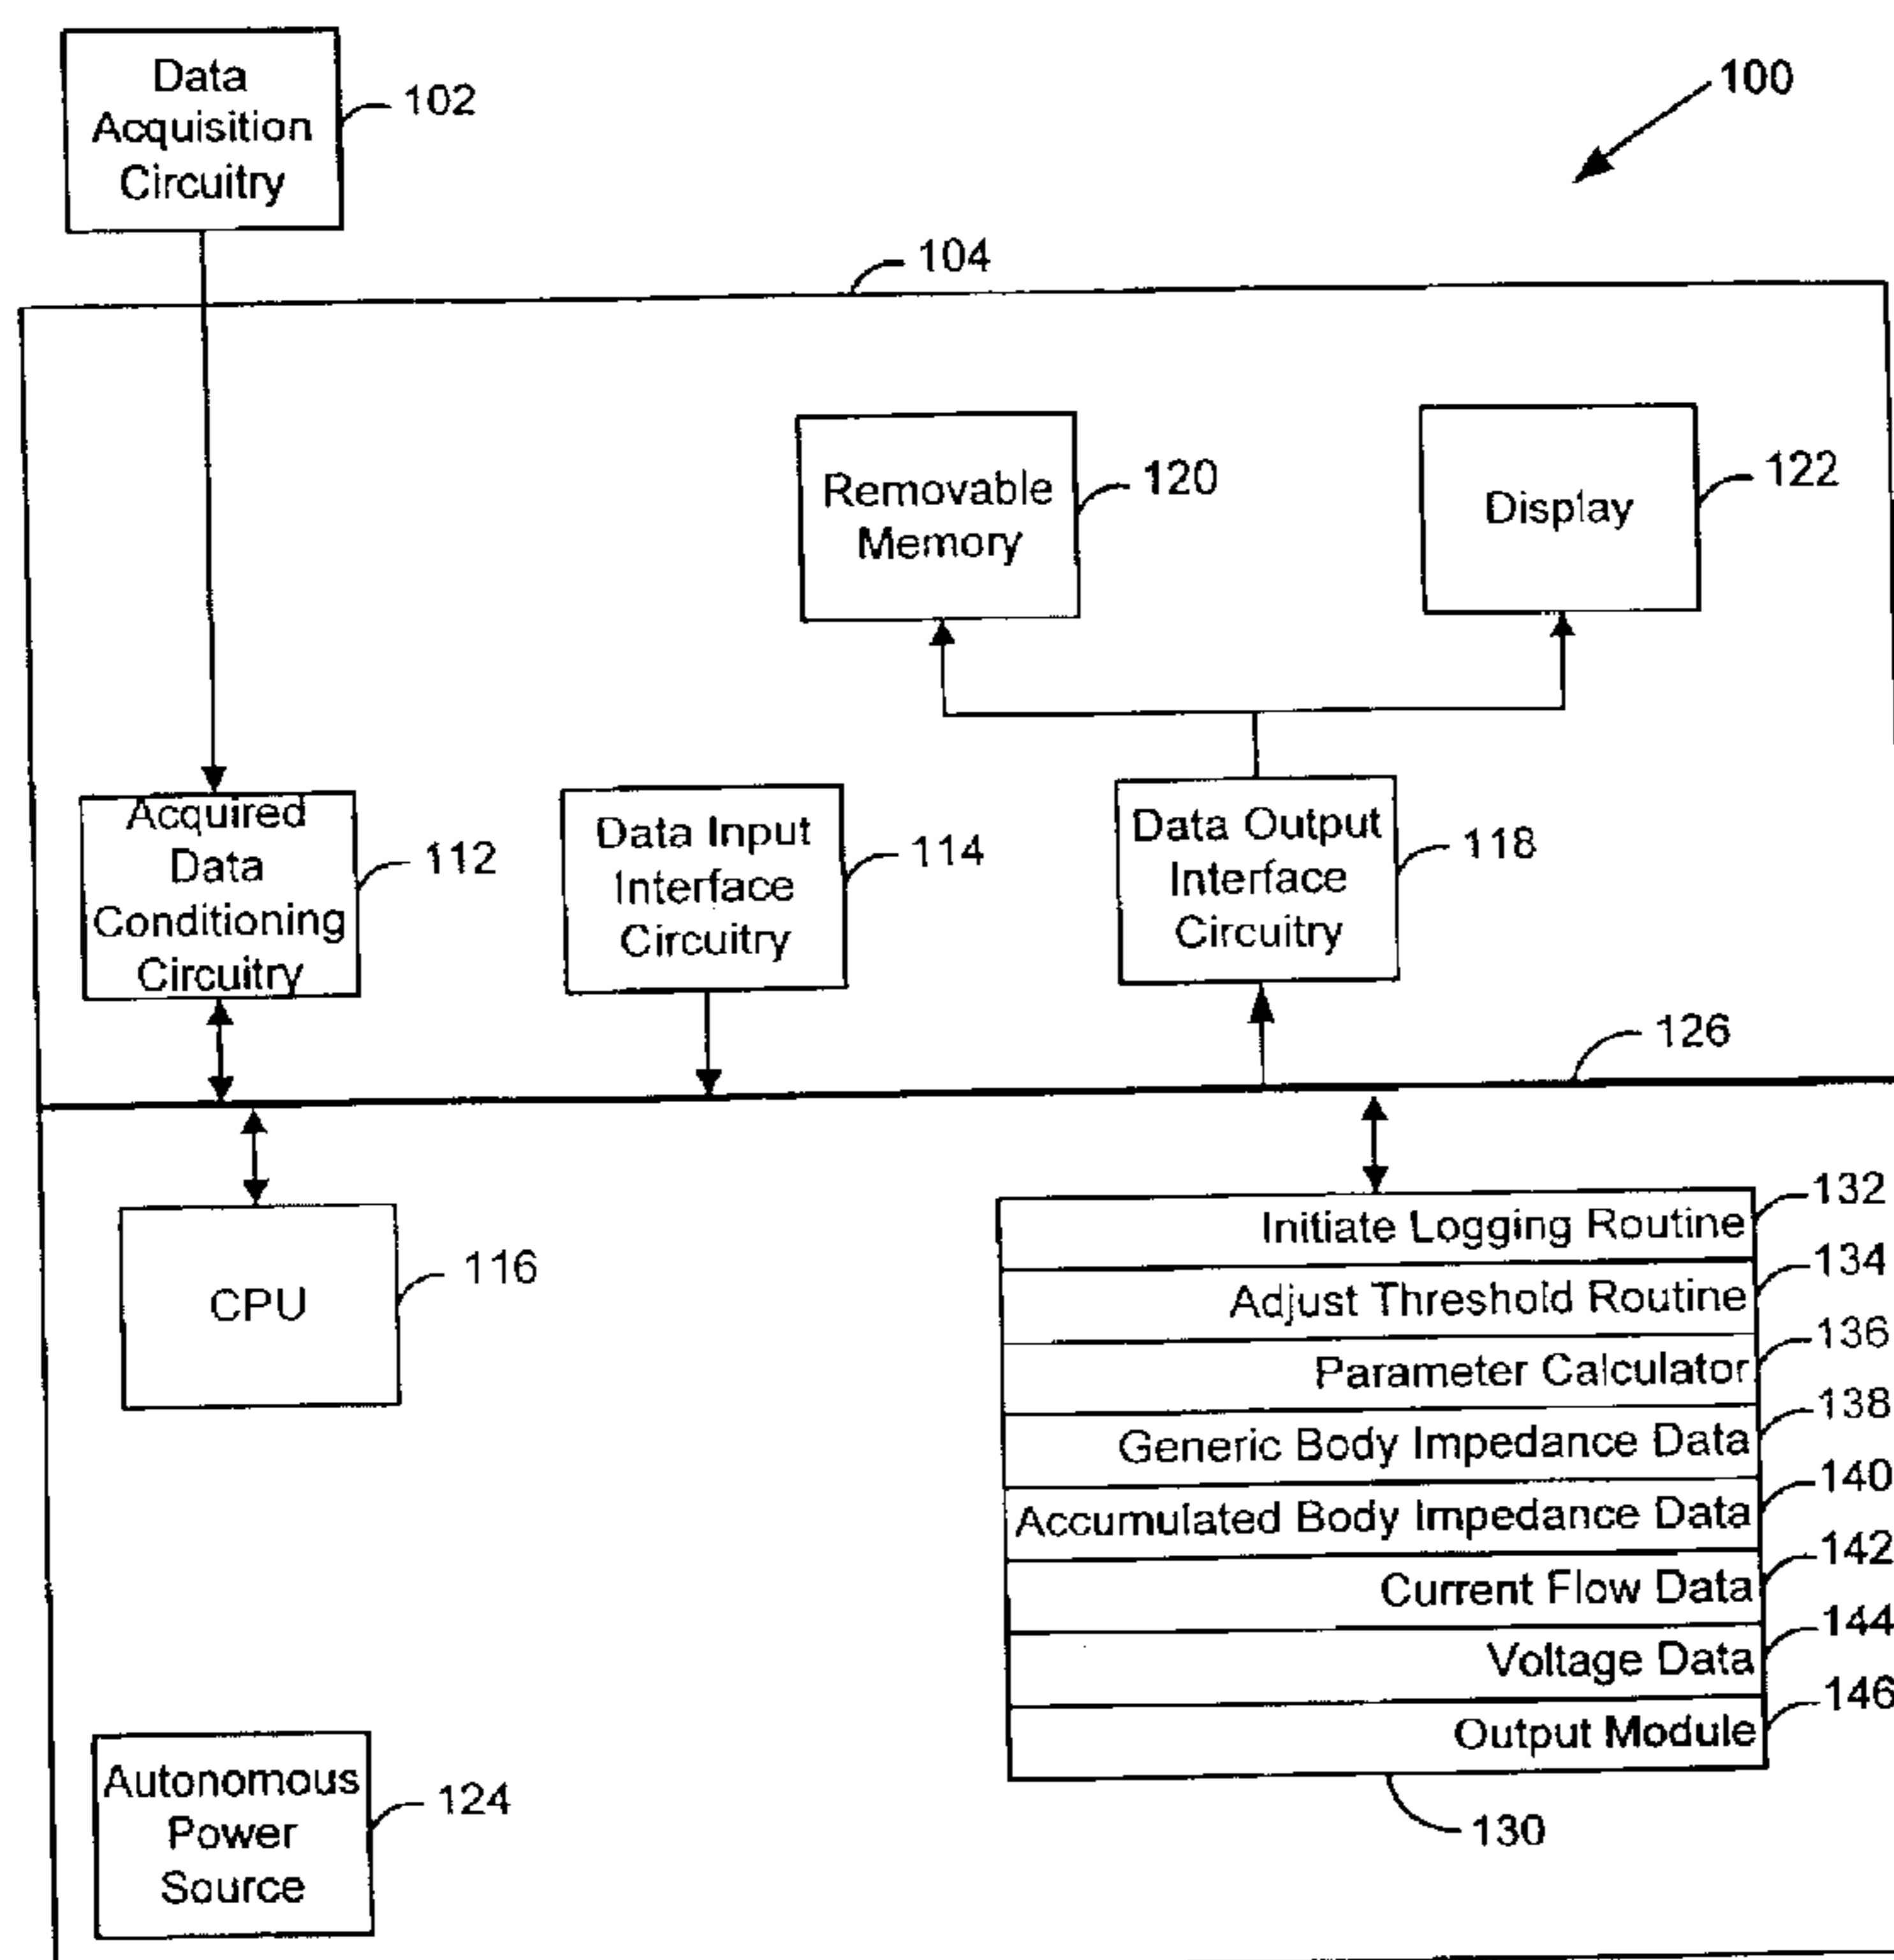 Data
Acquisition
Circuitry
102
100
104
Removable
Memory
120
Display
122
Acquired
Data
Conditioning
Circuitry
112
Data Input
Interface
Circuitry
114
Data Output
Interface
Circuitry
118
126
CPU
116
Initiate Logging Routine
132
Adjust Threshold Routine
134
Parameter Calculator
136
Generic Body Impedance Data
138
Accumulated Body Impedance Data
140
Current Flow Data
142
Voltage Data
144
Output Module
146
130
Autonomous
Power
Source
124